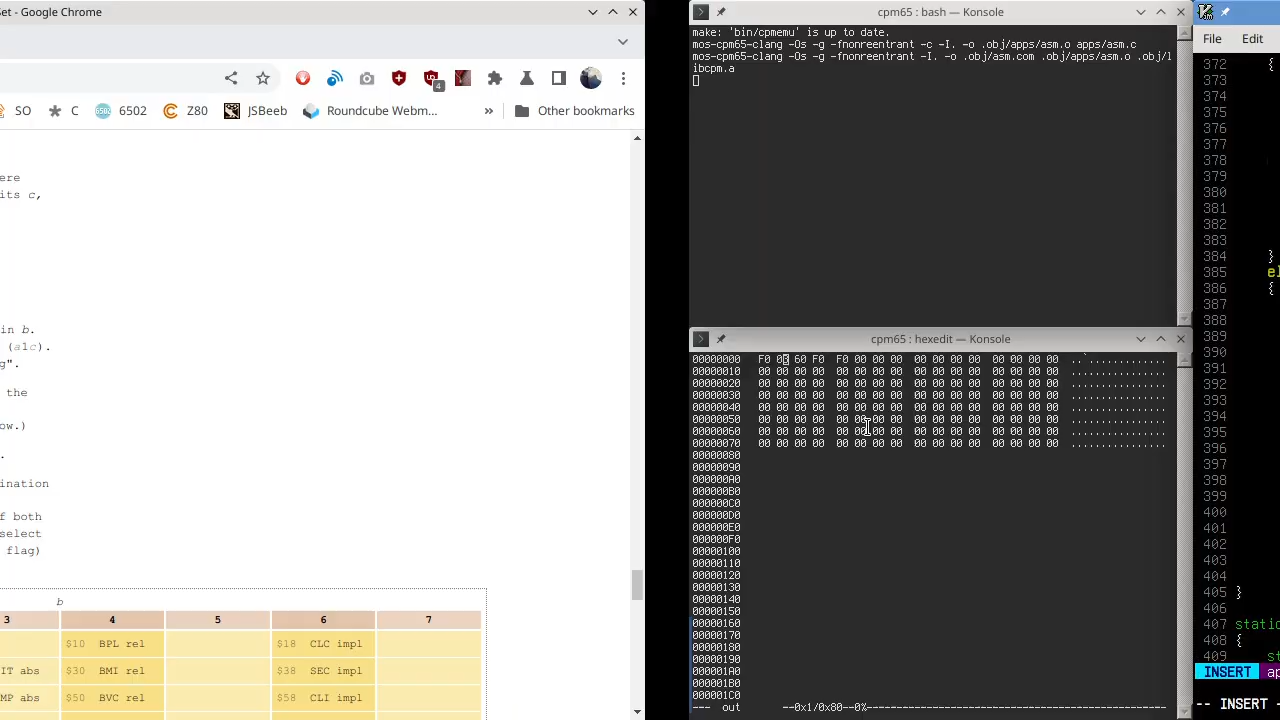 Set - Google Chrome
SO
C
6502
Z80
JSBeeb
Roundcube Webm...
»
Other bookmarks
4
ere
its c,
in b.
(a1c).
g".
the
ow.)
.
ination
f both
select
flag)
b
3 4 5 6 7
$10 BPL rel $18 CLC impl
IT abs $30 BMI rel $38 SEC impl
MP abs $50 BVC rel $58 CLI impl
cpm65 : bash — Konsole
make: 'bin/cpmemu' is up to date.
mos-cpm65-clang -Os -g -fnonreentrant -c -I. -o .obj/apps/asm.o apps/asm.c
mos-cpm65-clang -Os -g -fnonreentrant -I. -o .obj/asm.com .obj/apps/asm.o .obj/l
ibcpm.a
cpm65 : hexedit — Konsole
00000000 F0 03 60 F0 F0 00 00 00 00 00 00 00 00 00 00 00 ..`.............
00000010 00 00 00 00 00 00 00 00 00 00 00 00 00 00 00 00 ................
00000020 00 00 00 00 00 00 00 00 00 00 00 00 00 00 00 00 ................
00000030 00 00 00 00 00 00 00 00 00 00 00 00 00 00 00 00 ................
00000040 00 00 00 00 00 00 00 00 00 00 00 00 00 00 00 00 ................
00000050 00 00 00 00 00 00 00 00 00 00 00 00 00 00 00 00 ................
00000060 00 00 00 00 00 00 00 00 00 00 00 00 00 00 00 00 ................
00000070 00 00 00 00 00 00 00 00 00 00 00 00 00 00 00 00 ................
00000080
00000090
000000A0
000000B0
000000C0
000000D0
000000E0
000000F0
00000100
00000110
00000120
00000130
00000140
00000150
00000160
00000170
00000180
00000190
000001A0
000001B0
000001C0
--- out --0x1/0x80--0%--------------------------------------------------
File Edit
372 {
373
374
375
376
377
378
379
380
381
382
383
384 }
385 el
386 {
387
388
389
390
391
392
393
394
395
396
397
398
399
400
401
402
403
404
405 }
406
407 static
408 {
409 st
INSERT ap
-- INSERT -